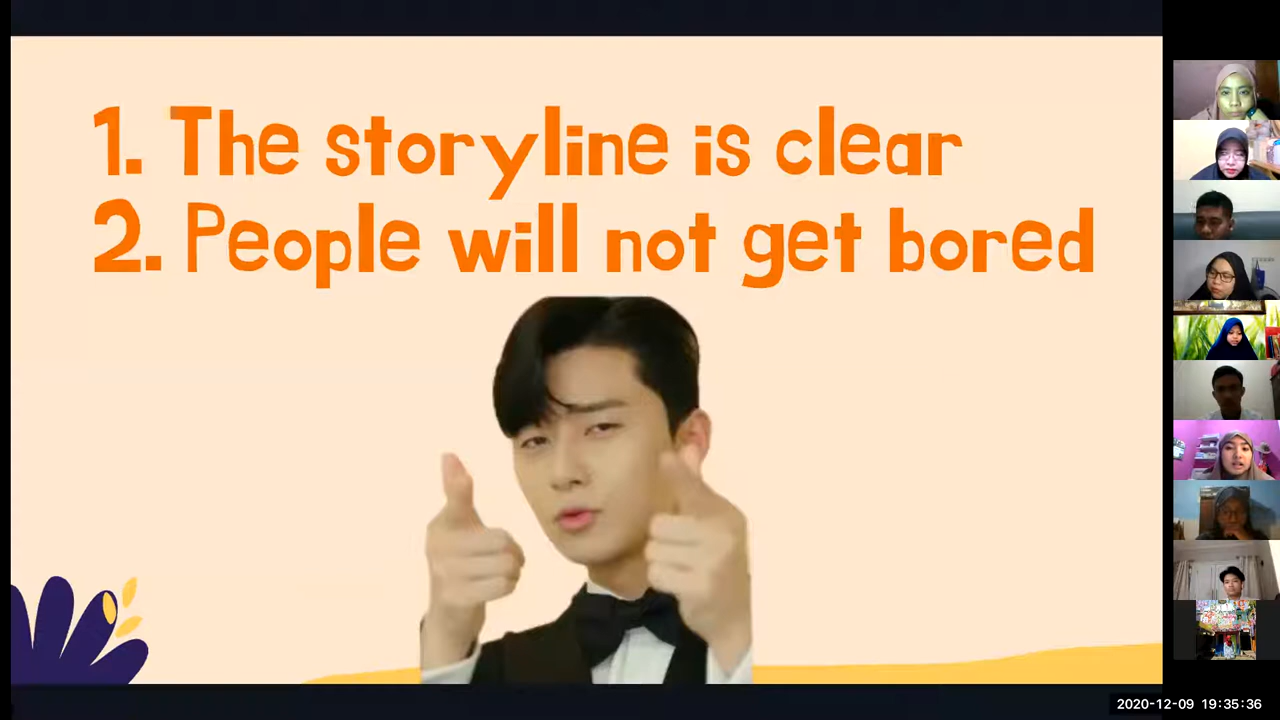 1. The storyline is clear
2. People will not get bored
2020-12-09 19:35:36